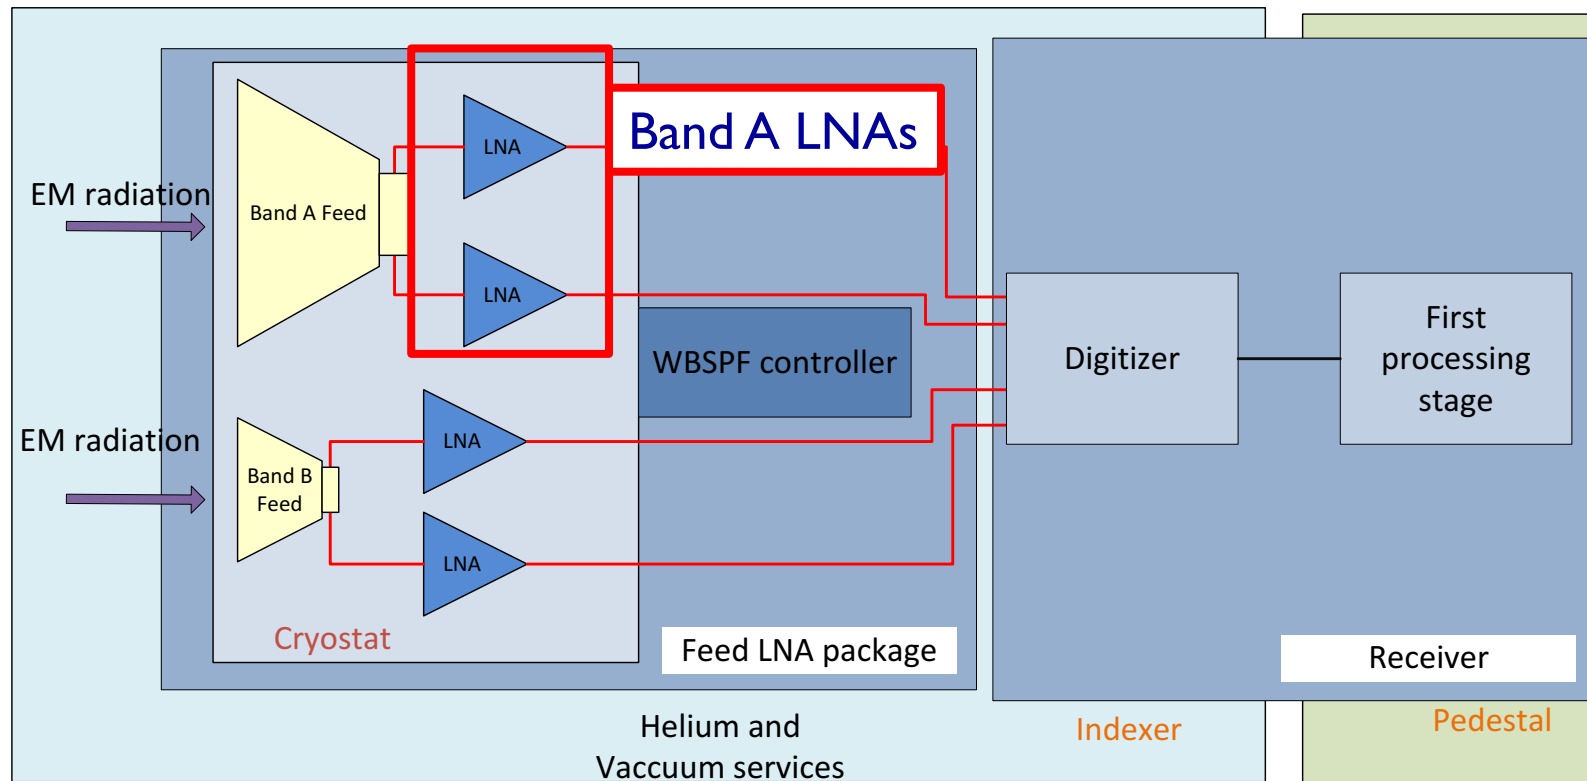 Band A LNAs
LNA
EM radiation
Band A Feed
LNA
WBSPF controller
Digitizer
First
processing
stage
EM radiation
LNA
Band B
Feed
LNA
Cryostat
Feed LNA package
Receiver
Helium and
Vaccuum services
Indexer
Pedestal